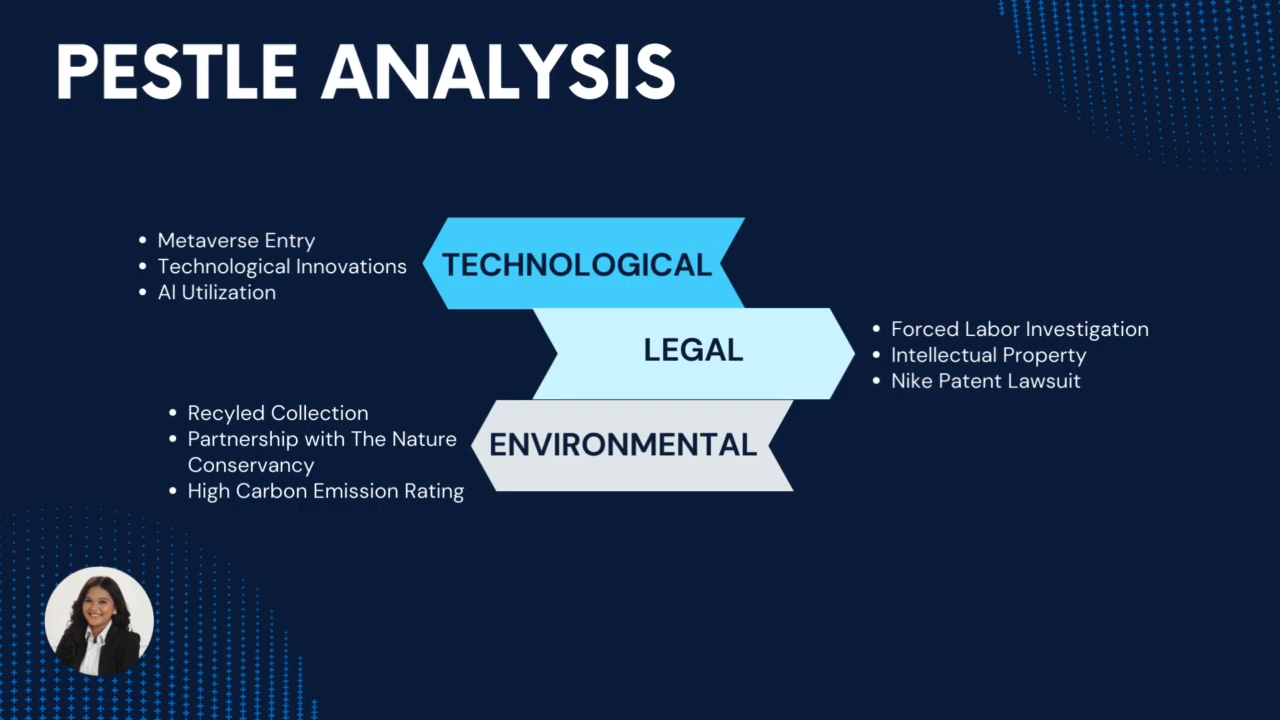 PESTLE ANALYSIS
• Metaverse Entry
• Technological Innovations
• AI Utilization
TECHNOLOGICAL
LEGAL
• Forced Labor Investigation
• Intellectual Property
• Nike Patent Lawsuit
• Recyled Collection
• Partnership with The Nature
Conservancy
• High Carbon Emission Rating
ENVIRONMENTAL